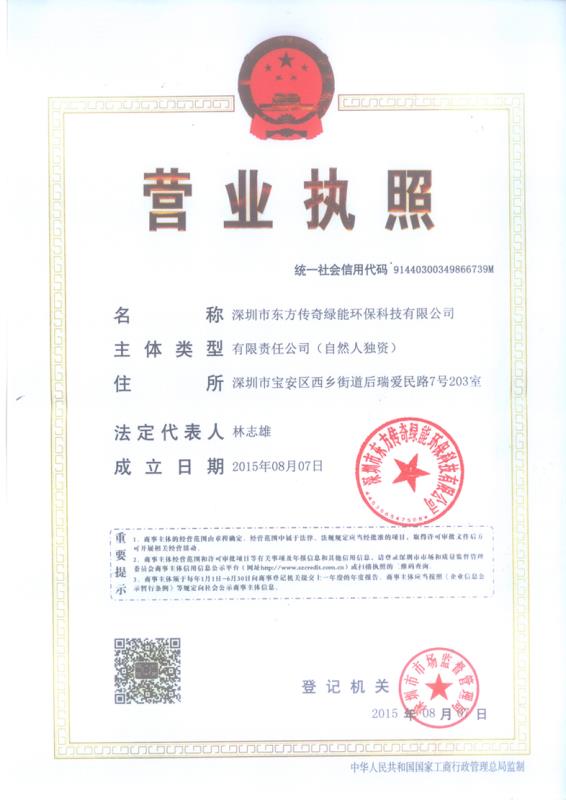 营业执照
统一社会信用代码 91440300349866739M
名 称 深圳市东方传奇绿能环保科技有限公司
主体类型 有限责任公司（自然人独资）
住 所 深圳市宝安区西乡街道后瑞爱民路7号203室
法定代表人 林志雄
成立日期 2015年08月07日
深圳市东方传奇绿能环保科技有限公司
重要提示
1、商事主体的经营范围由章程确定。经营范围中属于法律、法规规定应当经批准的项目，取得许可审批文件后方
可开展相关经营活动。
2、商事主体经营范围和许可审批项目等有关事项及年报信息和其他信用信息，请登录深圳市市场和质量监督管理
委员会商事主体信用信息公示平台（网址http://www.szcredit.com.cn）或扫描执照的二维码查询。
3、商事主体须于每年1月1日-6月30日向商事登记机关提交上一年度的年度报告。商事主体应当按照《企业信息公
示暂行条例》等规定向社会公示商事主体信息。
登记机关
深圳市市场监督管理局
2015 年 08 月 07 日
中华人民共和国国家工商行政管理总局监制